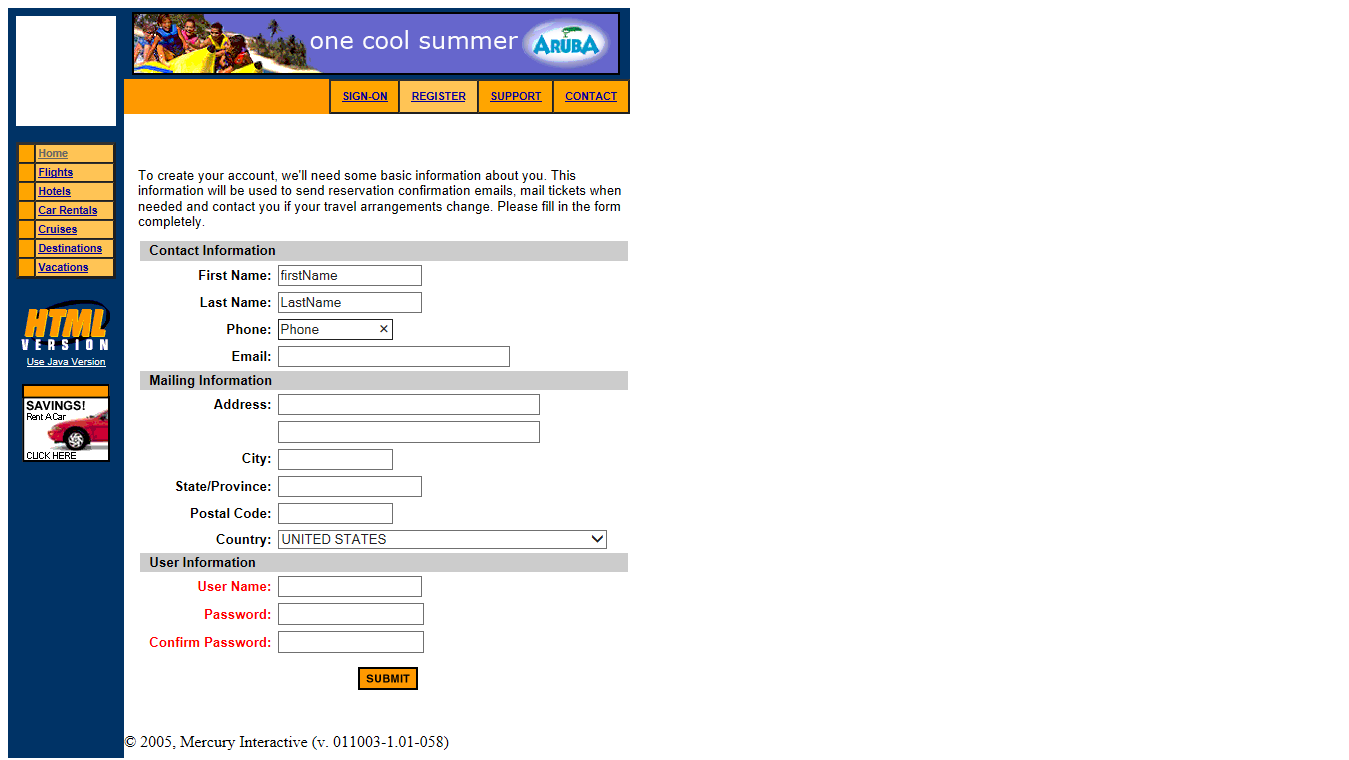 one cool summer ARUBA
SIGN-ON REGISTER SUPPORT CONTACT
Home
Flights
Hotels
Car Rentals
Cruises
Destinations
Vacations
HTML
VERSION
Use Java Version
SAVINGS!
Rent A Car
CLICK HERE
To create your account, we'll need some basic information about you. This
information will be used to send reservation confirmation emails, mail tickets when
needed and contact you if your travel arrangements change. Please fill in the form
completely.
Contact Information
First Name: firstName
Last Name: LastName
Phone: Phone ×
Email:
Mailing Information
Address:
City:
State/Province:
Postal Code:
Country: UNITED STATES
User Information
User Name:
Password:
Confirm Password:
SUBMIT
© 2005, Mercury Interactive (v. 011003-1.01-058)